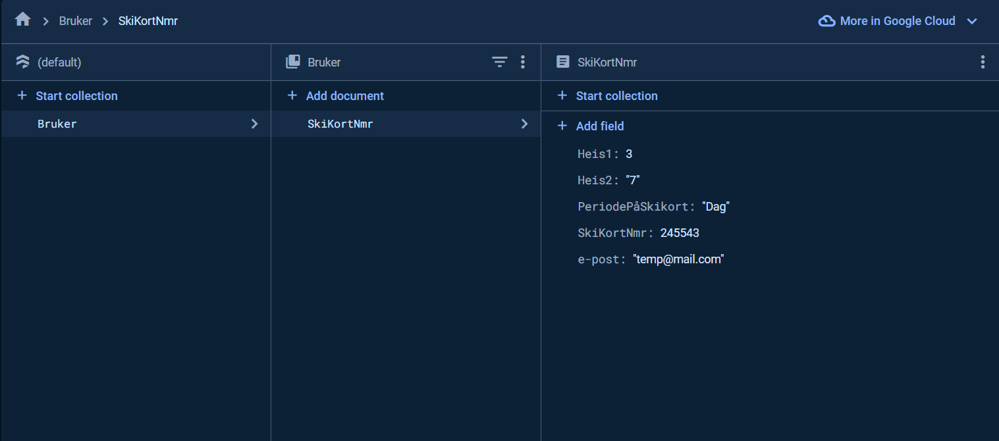 Bruker SkiKortNmr More in Google Cloud
(default) Bruker SkiKortNmr
Start collection Add document Start collection
Bruker SkiKortNmr Add field
Heis1: 3
Heis2: "7"
PeriodePåSkikort: "Dag"
SkiKortNmr: 245543
e-post: "temp@mail.com"